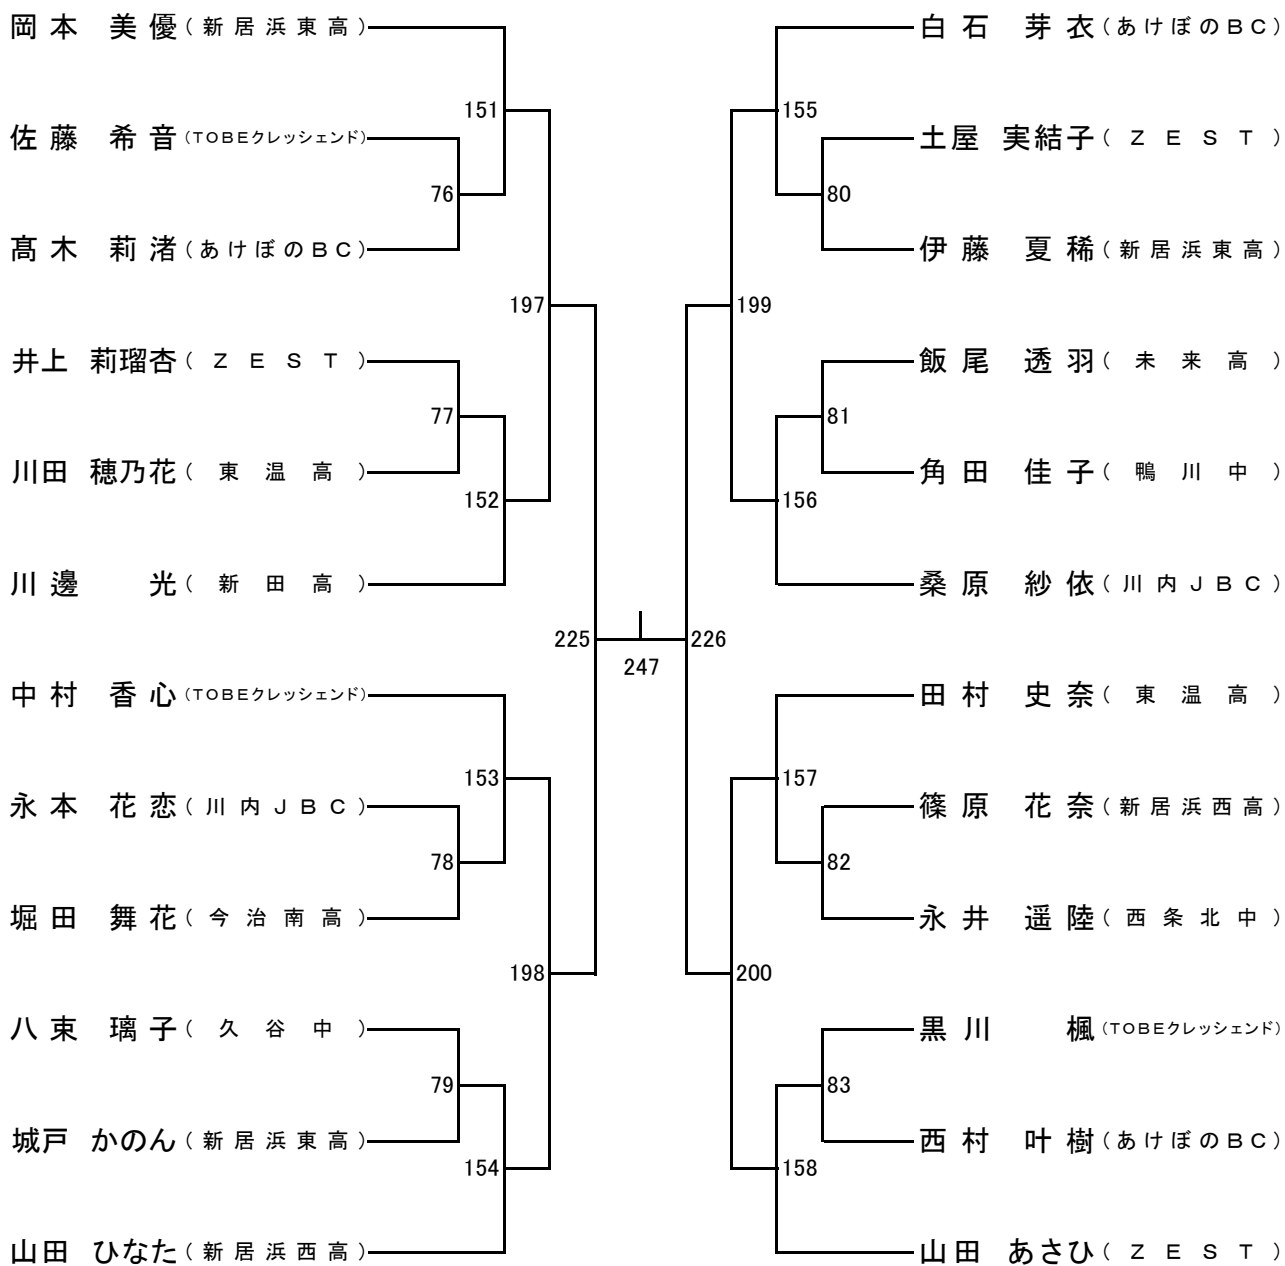 岡本 美優(新居浜東高)
151
佐藤 希音(TOBEクレッシェンド)
76
髙木 莉渚(あけぼのBC)
197
井上 莉瑠杏(ZEST)
77
川田 穂乃花(東温高)
152
川邊 光(新田高)
225
中村 香心(TOBEクレッシェンド)
153
永本 花恋(川内JBC)
78
堀田 舞花(今治南高)
198
八束 璃子(久谷中)
79
城戸 かのん(新居浜東高)
154
山田 ひなた(新居浜西高)
247
白石 芽衣(あけぼのBC)
155
土屋 実結子(ZEST)
80
伊藤 夏稀(新居浜東高)
199
飯尾 透羽(未来高)
81
角田 佳子(鴨川中)
156
桑原 紗依(川内JBC)
226
田村 史奈(東温高)
157
篠原 花奈(新居浜西高)
82
永井 遥陸(西条北中)
200
黒川 楓(TOBEクレッシェンド)
83
西村 叶樹(あけぼのBC)
158
山田 あさひ(ZEST)